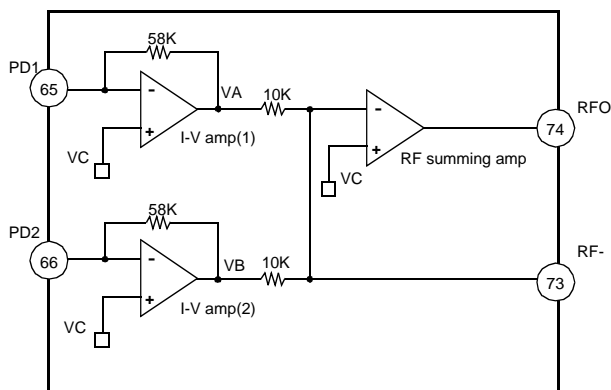 58K
PD1
65
-
+
VA
10K
I-V amp(1)
VC
-
+
RFO
74
RF summing amp
VC
58K
PD2
66
-
+
VB
10K
I-V amp(2)
VC
RF-
73